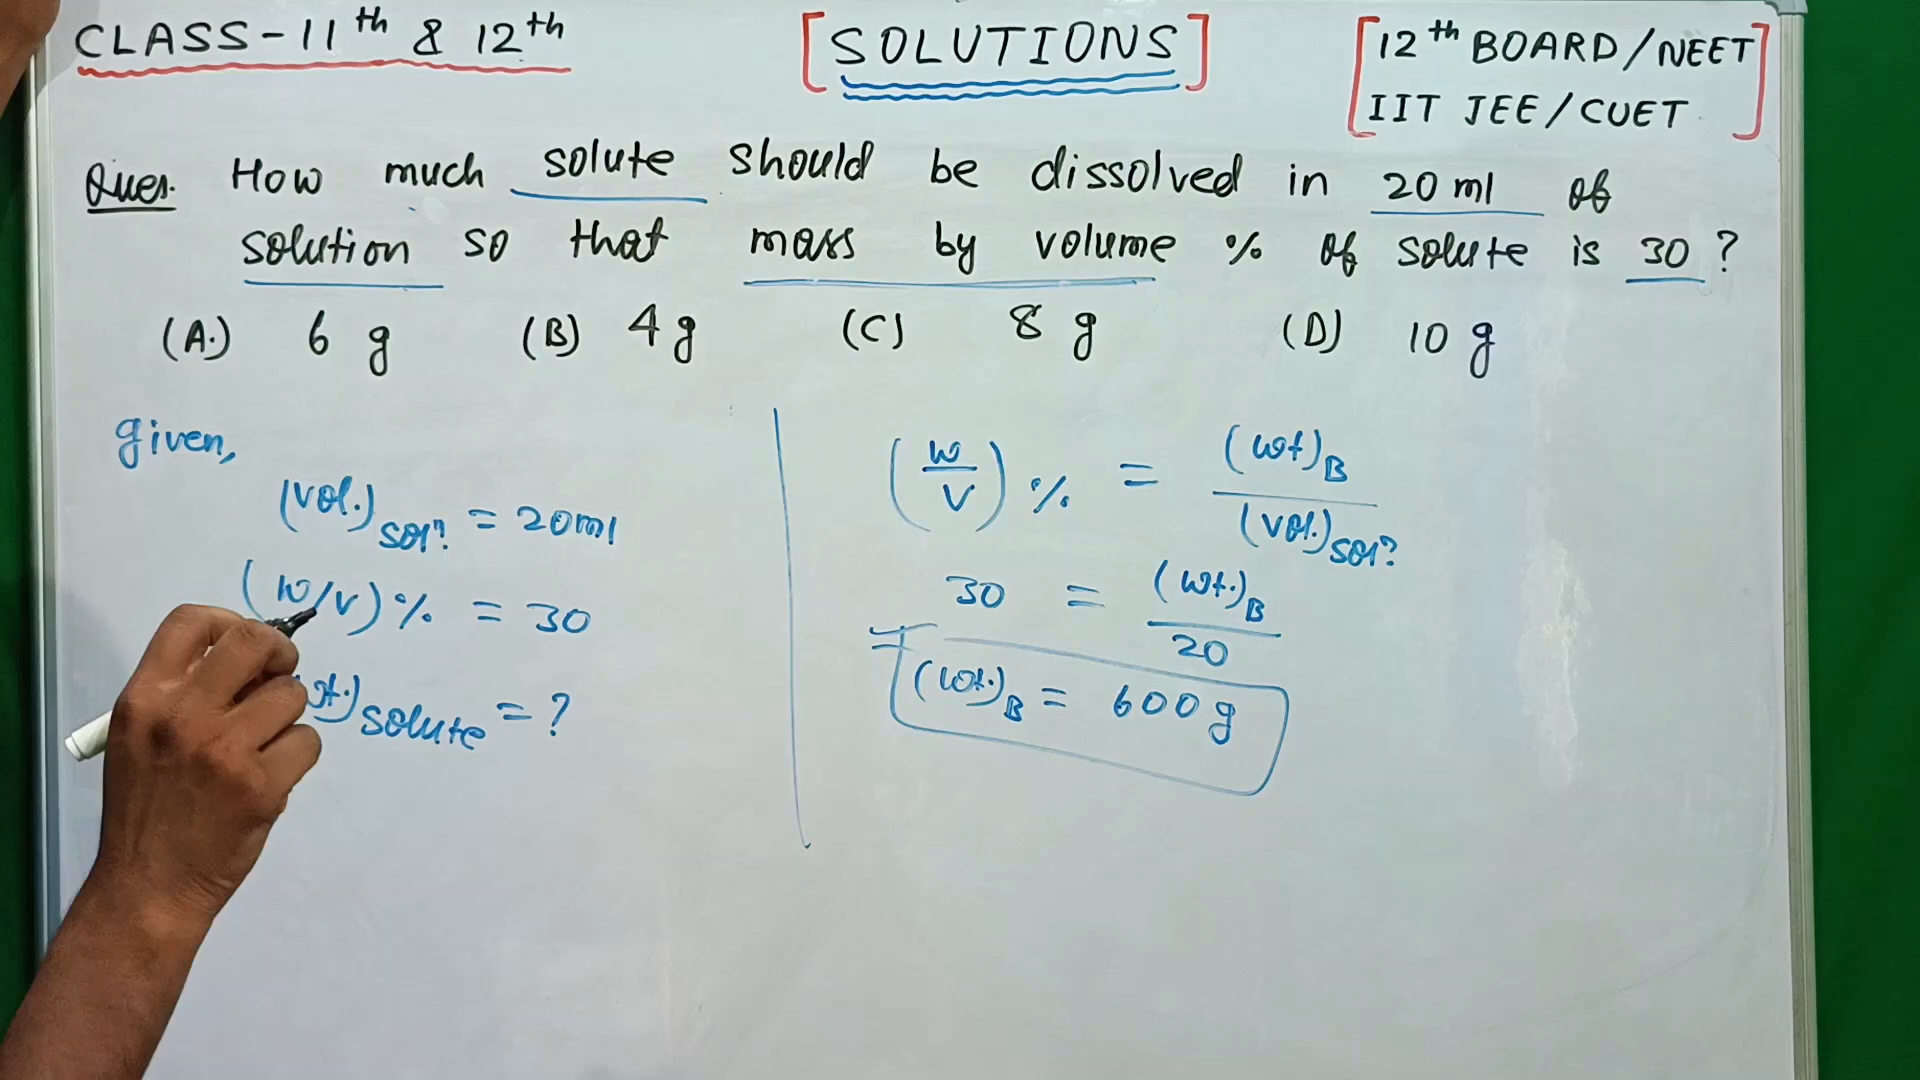 CLASS-11th & 12th
[SOLUTIONS]
[12th BOARD/NEET
IIT JEE/CUET]
Ques. How much solute should be dissolved in 20 ml of
solution so that mass by volume % of solute is 30 ?
(A.) 6 g (B) 4 g (C) 8 g (D) 10 g
given,
(vol.)soln = 20ml
(w/v)% = 30
wt.)solute = ?
(w/v)% = (wt)B / (vol.)soln
30 = (wt.)B / 20
(wt.)B = 600 g